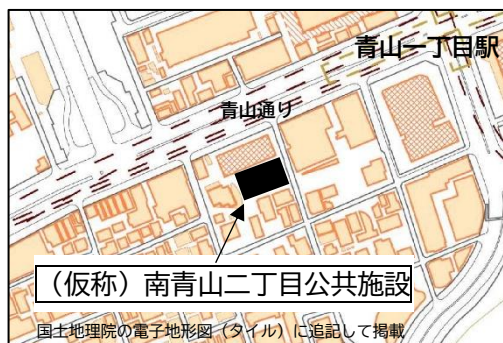 青山一丁目駅
青山通り
（仮称）南青山二丁目公共施設
国土地理院の電子地形図（タイル）に追記して掲載